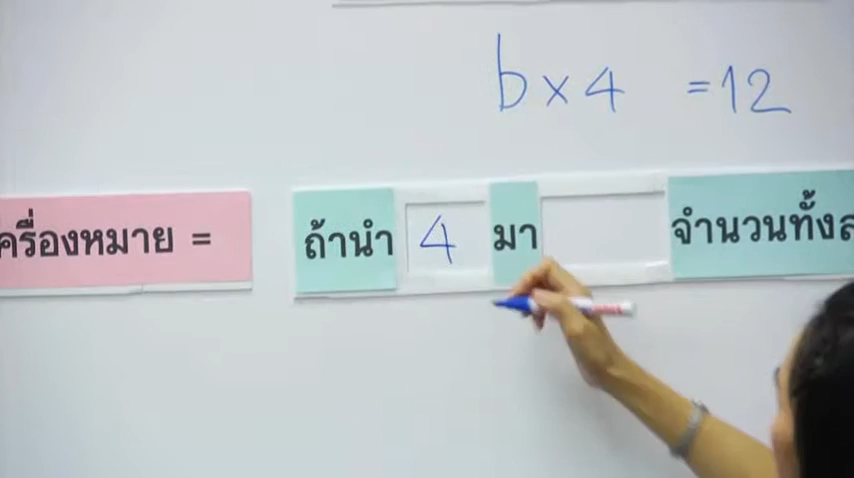 b × 4 = 12
ครื่องหมาย = ถ้านำ 4 มา จำนวนทั้งส